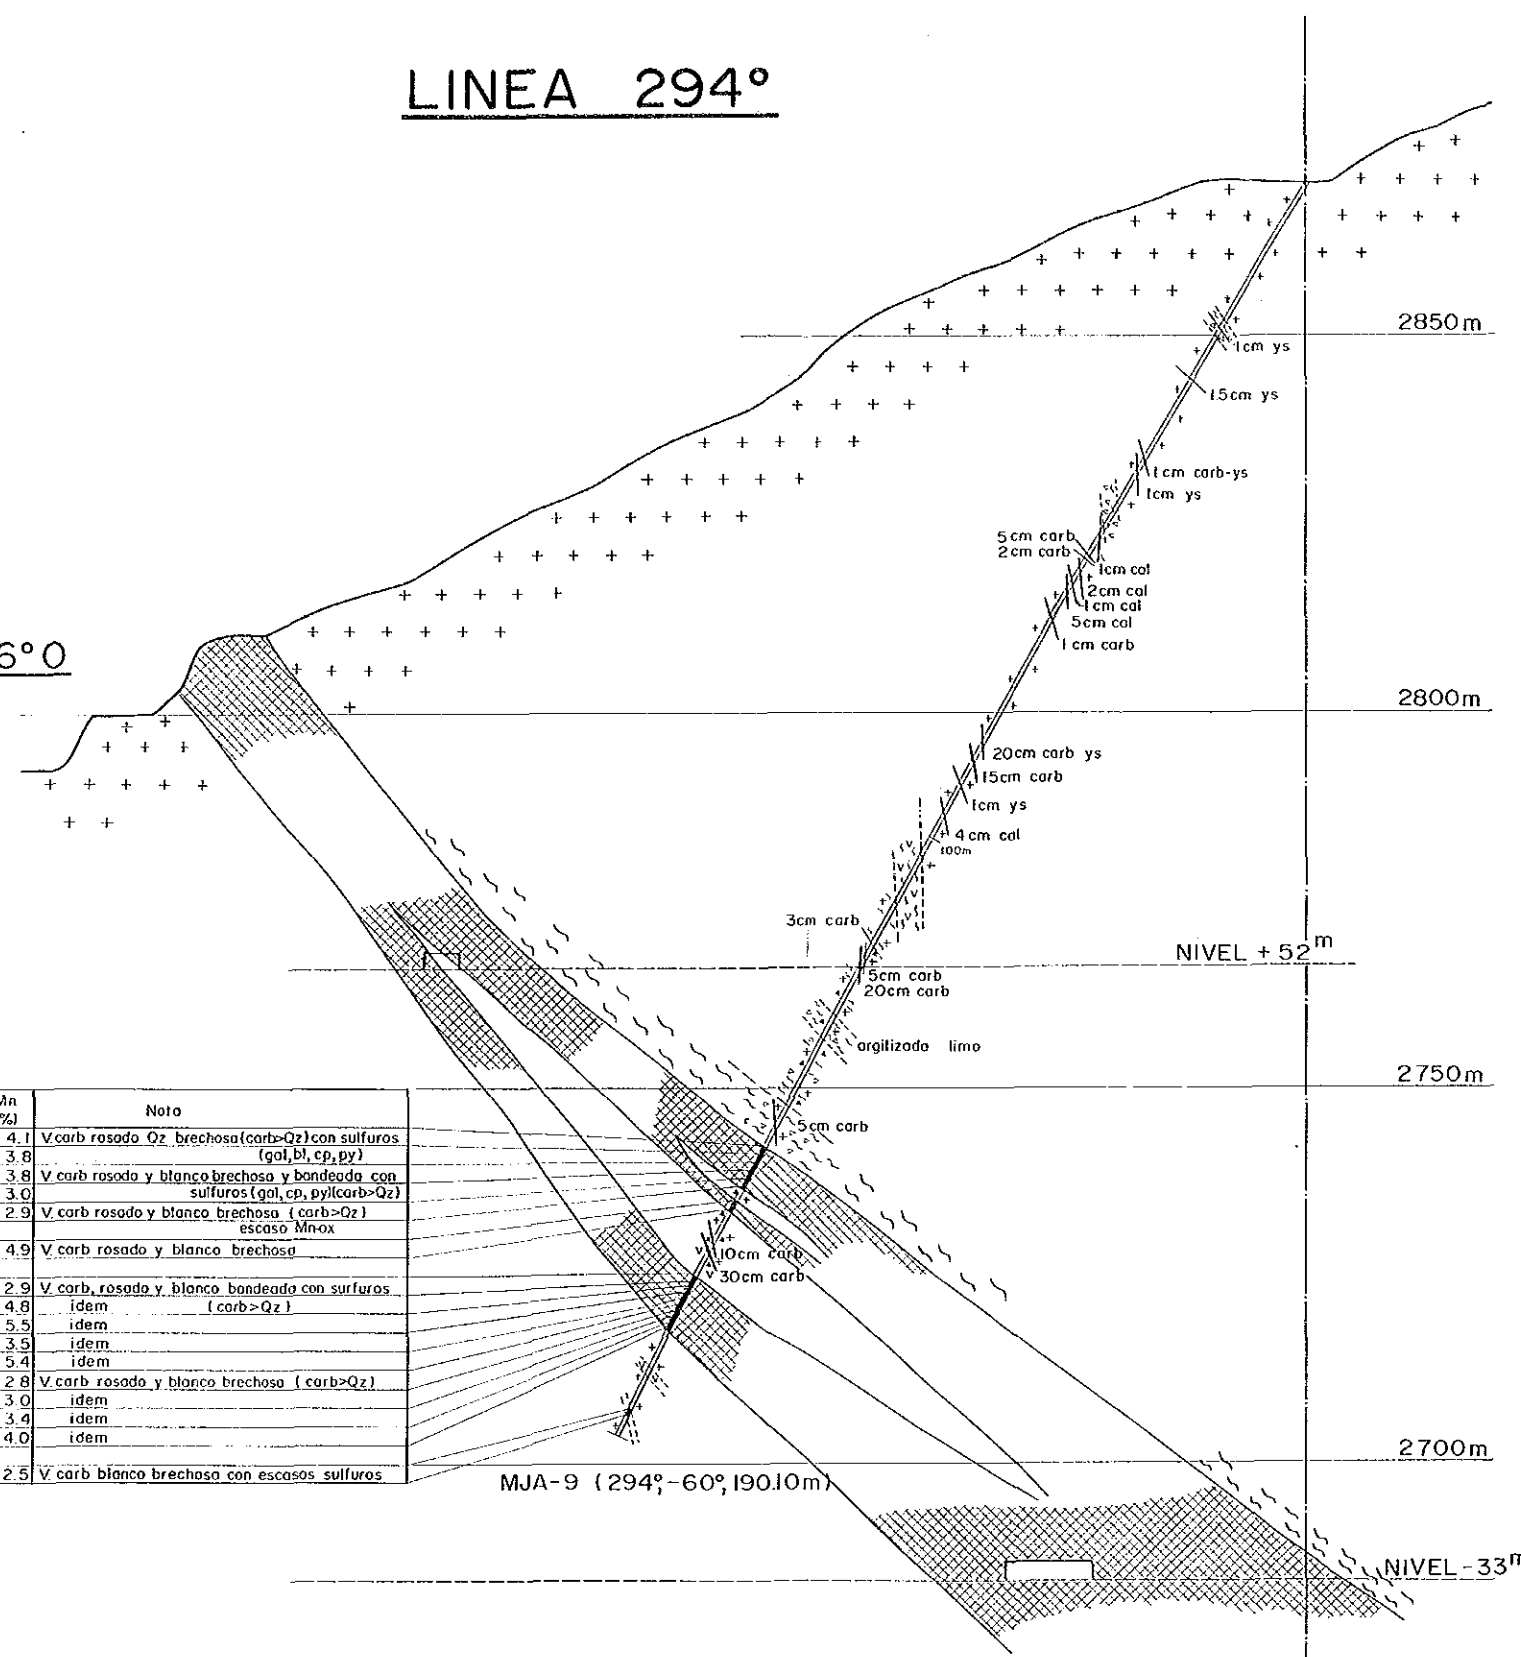 LINEA 294°
2850m
1cm ys
1.5cm ys
1cm carb-ys
1cm ys
5cm carb
2cm carb
1cm cal
2cm cal
1cm cal
5cm cal
1cm carb
6°O
2800m
20cm carb ys
15cm carb
1cm ys
4cm cal
100m
3cm carb
NIVEL +52m
5cm carb
20cm carb
argilizado limo
2750m
5cm carb
Mn
%) Nota
4.1 V.carb rosado Qz brechosa(carb>Qz)con sulfuros
3.8 (gal,bl,cp,py)
3.8 V carb rosado y blanco brechosa y bandeada con
3.0 sulfuros(gal,cp,py)(carb>Qz)
2.9 V. carb rosado y blanco brechosa (carb>Qz)
escaso Mn-ox
4.9 V carb rosado y blanco brechosa
10cm carb
30cm carb
2.9 V. carb, rosado y blanco bandeado con surfuros
4.8 idem (carb>Qz)
5.5 idem
3.5 idem
5.4 idem
2.8 V.carb rosado y blanco brechosa (carb>Qz)
3.0 idem
3.4 idem
4.0 idem
2.5 V carb blanco brechosa con escasos sulfuros
2700m
MJA-9 (294°,-60°,190.10m)
NIVEL-33m